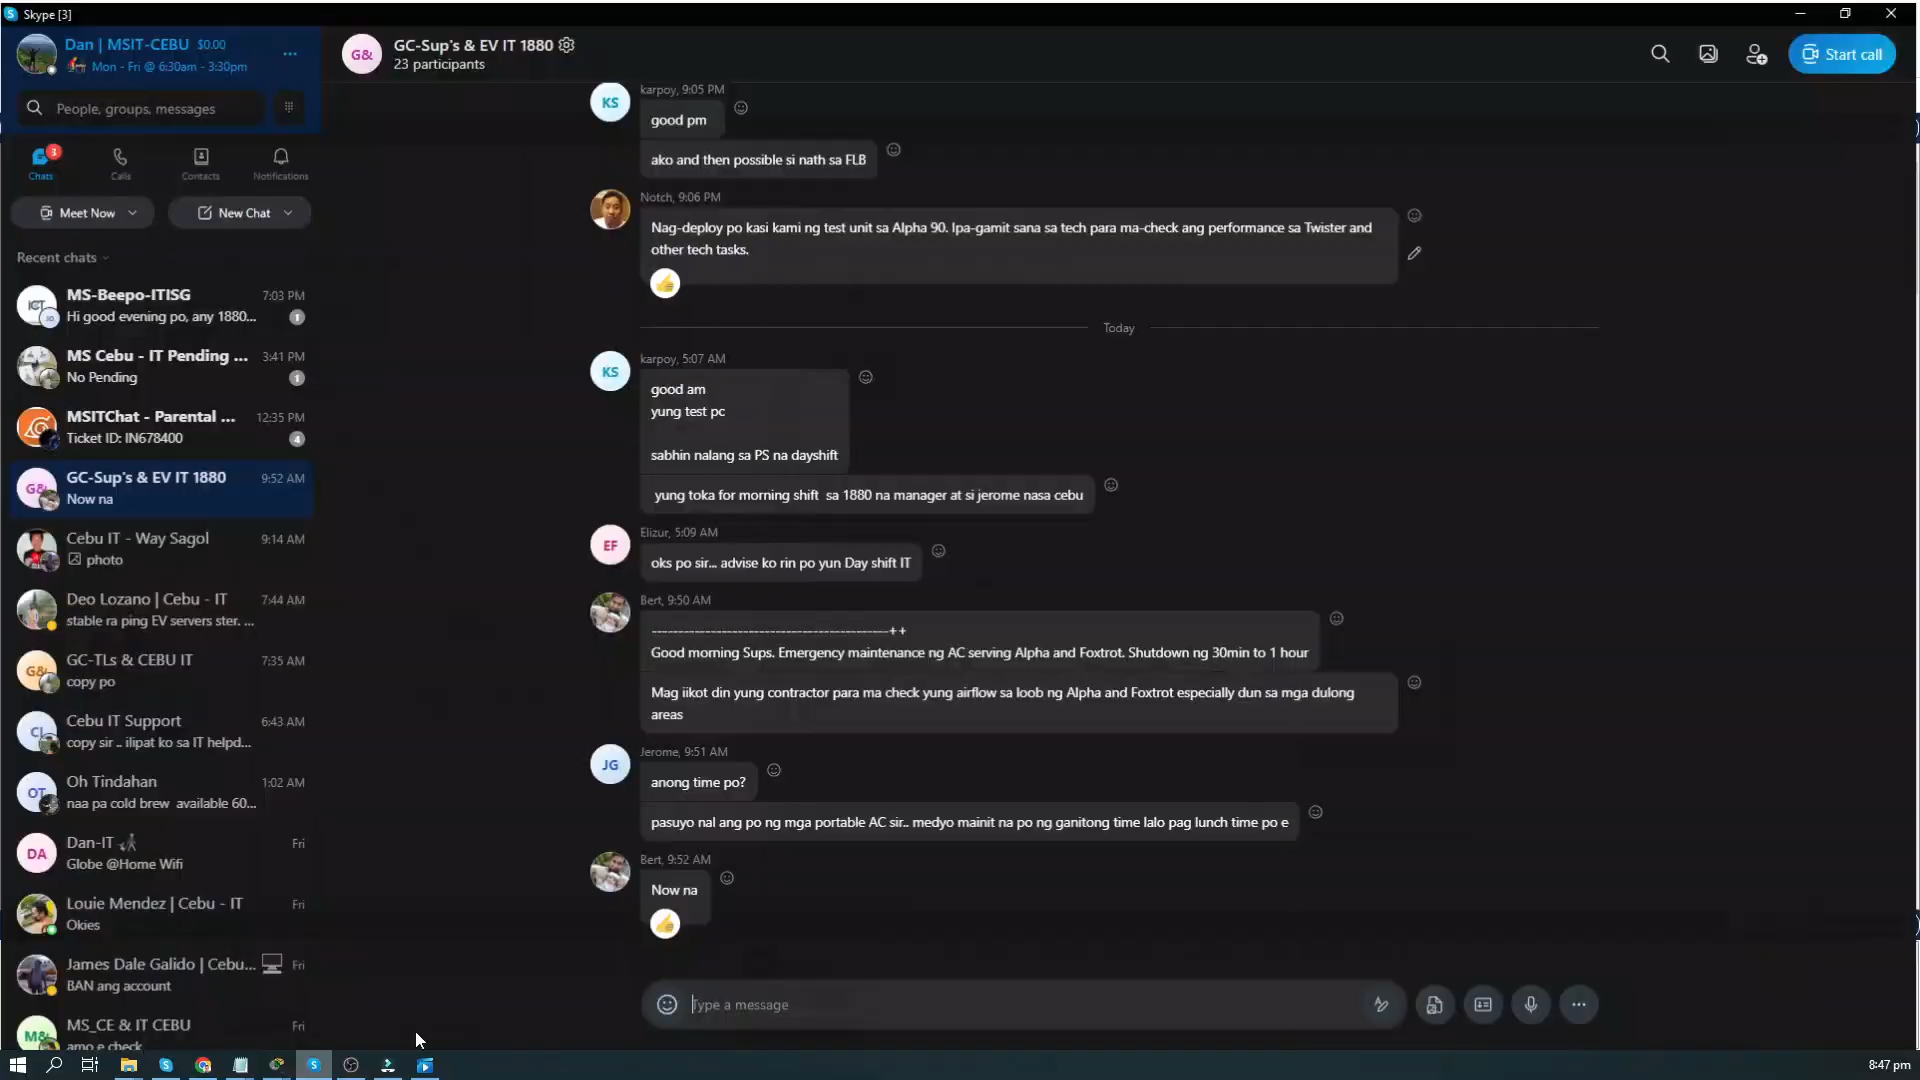 Skype [3]
Dan | MSIT-CEBU $0.00
Mon - Fri @ 6:30am - 3:30pm
People, groups, messages
3
Chats
Calls
Contacts
Notifications
Meet Now
New Chat
Recent chats
MS-Beepo-ITISG 7:03 PM
Hi good evening po, any 1880... 1
MS Cebu - IT Pending ... 3:41 PM
No Pending 1
MSITChat - Parental ... 12:35 PM
Ticket ID: IN678400 4
G&
GC-Sup's & EV IT 1880 9:52 AM
Now na
Cebu IT - Way Sagol 9:14 AM
photo
Deo Lozano | Cebu - IT 7:44 AM
stable ra ping EV servers ster. ...
G&
GC-TLs & CEBU IT 7:35 AM
copy po
CI
Cebu IT Support 6:43 AM
copy sir .. ilipat ko sa IT helpd...
OT
Oh Tindahan 1:02 AM
naa pa cold brew available 60...
DA
Dan-IT Fri
Globe @Home Wifi
Louie Mendez | Cebu - IT Fri
Okies
James Dale Galido | Cebu... Fri
BAN ang account
M&
MS_CE & IT CEBU Fri
amo e check
G&
GC-Sup's & EV IT 1880
23 participants
Start call
KS
karpoy, 9:05 PM
good pm
ako and then possible si nath sa FLB
Notch, 9:06 PM
Nag-deploy po kasi kami ng test unit sa Alpha 90. Ipa-gamit sana sa tech para ma-check ang performance sa Twister and
other tech tasks.
Today
KS
karpoy, 5:07 AM
good am
yung test pc
sabhin nalang sa PS na dayshift
yung toka for morning shift sa 1880 na manager at si jerome nasa cebu
EF
Elizur, 5:09 AM
oks po sir... advise ko rin po yun Day shift IT
Bert, 9:50 AM
--------------------------------------------++
Good morning Sups. Emergency maintenance ng AC serving Alpha and Foxtrot. Shutdown ng 30min to 1 hour
Mag iikot din yung contractor para ma check yung airflow sa loob ng Alpha and Foxtrot especially dun sa mga dulong
areas
JG
Jerome, 9:51 AM
anong time po?
pasuyo nal ang po ng mga portable AC sir.. medyo mainit na po ng ganitong time lalo pag lunch time po e
Bert, 9:52 AM
Now na
Type a message
8:47 pm